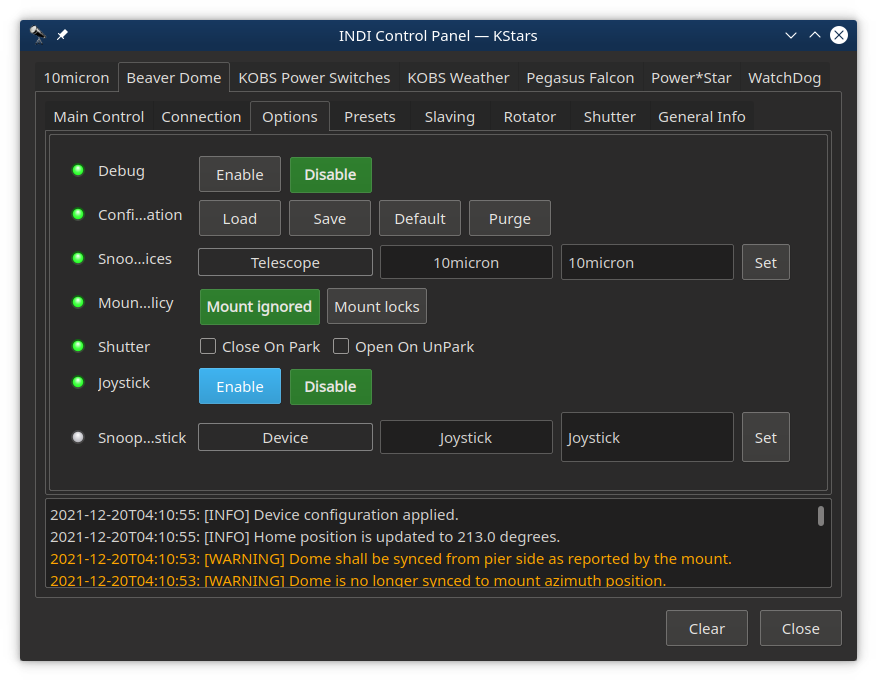 INDI Control Panel — KStars
10micron Beaver Dome KOBS Power Switches KOBS Weather Pegasus Falcon Power*Star WatchDog
Main Control Connection Options Presets Slaving Rotator Shutter General Info
Debug Enable Disable
Confi...ation Load Save Default Purge
Snoo...ices Telescope 10micron 10micron Set
Moun...licy Mount ignored Mount locks
Shutter Close On Park Open On UnPark
Joystick Enable Disable
Snoop...stick Device Joystick Joystick Set
2021-12-20T04:10:55: [INFO] Device configuration applied.
2021-12-20T04:10:55: [INFO] Home position is updated to 213.0 degrees.
2021-12-20T04:10:53: [WARNING] Dome shall be synced from pier side as reported by the mount.
2021-12-20T04:10:53: [WARNING] Dome is no longer synced to mount azimuth position.
Clear Close